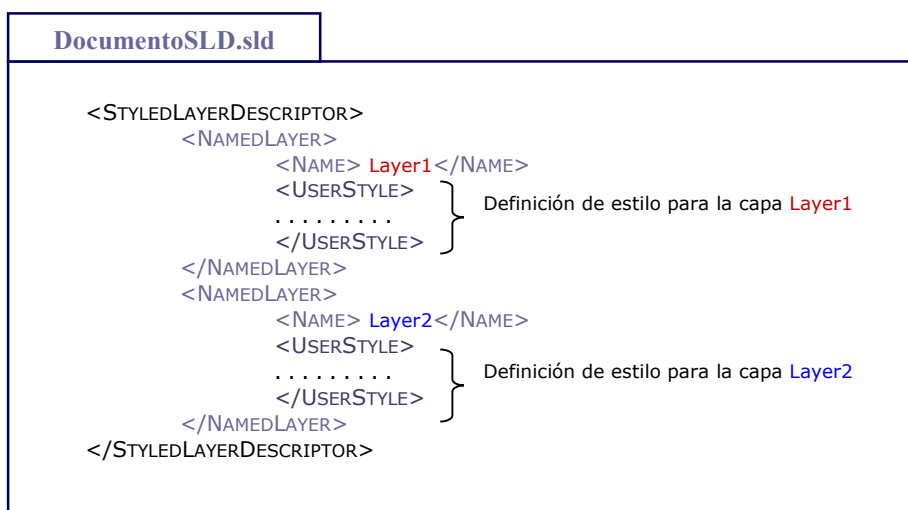 DocumentoSLD.sld
<StyledLayerDescriptor>
<NamedLayer>
<Name> Layer1</Name>
<UserStyle>
Definición de estilo para la capa Layer1
. . . . . . . . .
</UserStyle>
</NamedLayer>
<NamedLayer>
<Name> Layer2</Name>
<UserStyle>
Definición de estilo para la capa Layer2
. . . . . . . . .
</UserStyle>
</NamedLayer>
</StyledLayerDescriptor>